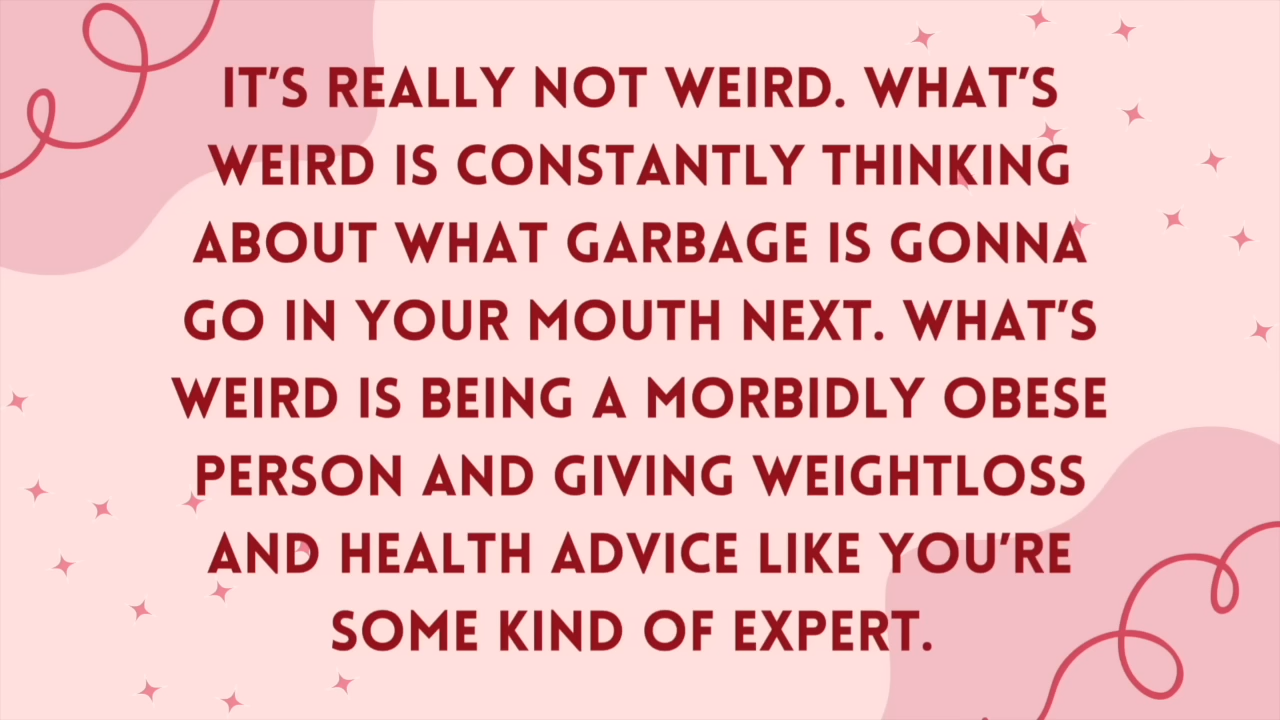 IT'S REALLY NOT WEIRD. WHAT'S
WEIRD IS CONSTANTLY THINKING
ABOUT WHAT GARBAGE IS GONNA
GO IN YOUR MOUTH NEXT. WHAT'S
WEIRD IS BEING A MORBIDLY OBESE
PERSON AND GIVING WEIGHTLOSS
AND HEALTH ADVICE LIKE YOU'RE
SOME KIND OF EXPERT.